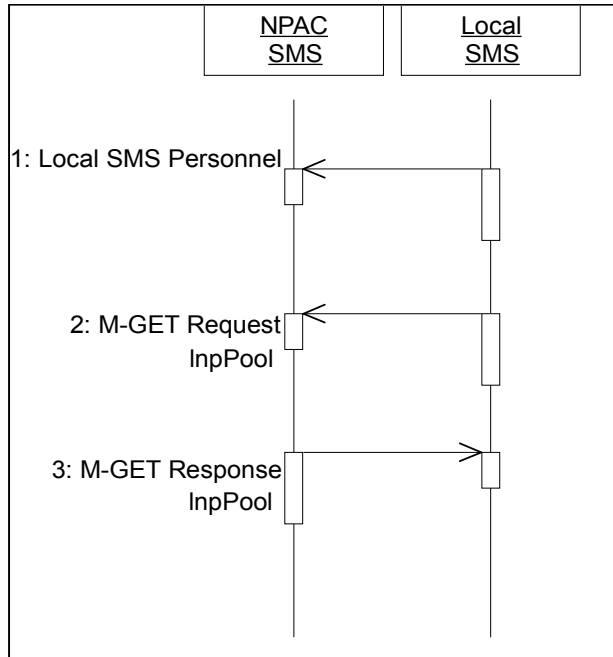 NPAC
SMS
Local
SMS
1: Local SMS Personnel
2: M-GET Request
lnpPool
3: M-GET Response
lnpPool